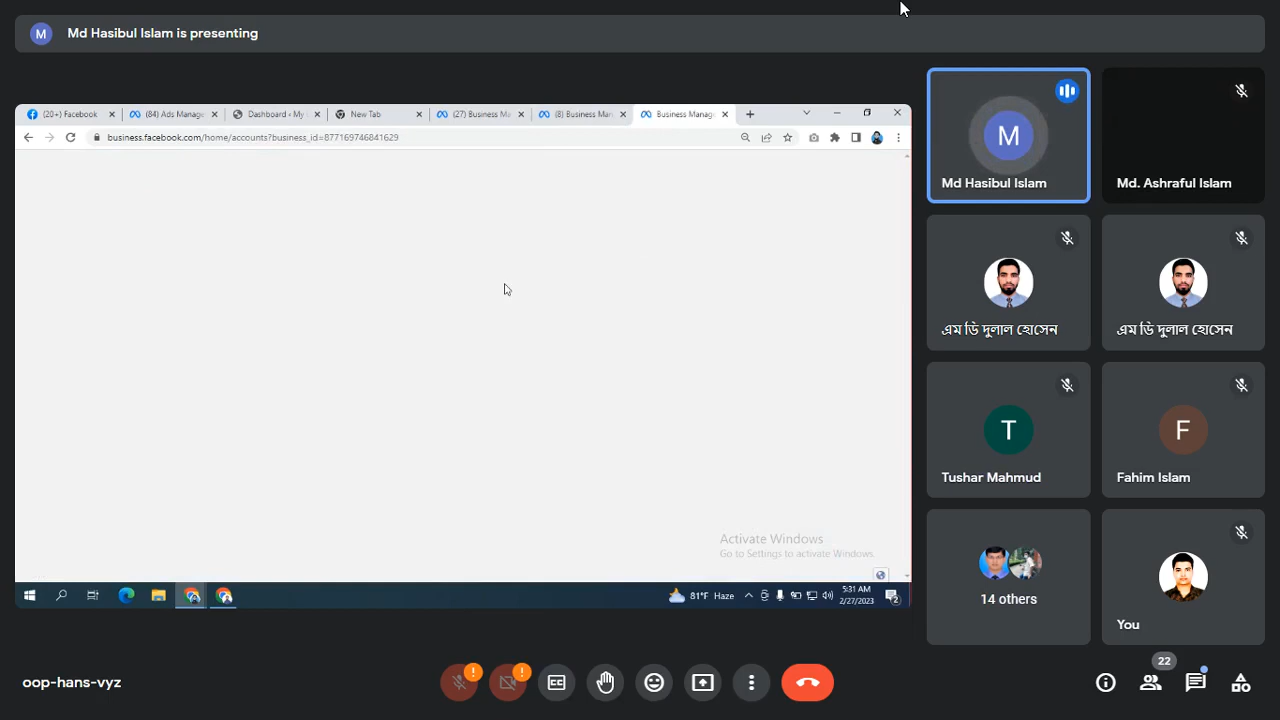 M Md Hasibul Islam is presenting
(20+) Facebook
(84) Ads Manage
Dashboard ‹ My
New Tab
(27) Business Ma
(8) Business Man
Business Manag
business.facebook.com/home/accounts?business_id=877169746841629
Activate Windows
Go to Settings to activate Windows.
81°F Haze
5:31 AM
2/27/2023
2
M
Md Hasibul Islam
Md. Ashraful Islam
এম ডি দুলাল হোসেন
এম ডি দুলাল হোসেন
T
Tushar Mahmud
F
Fahim Islam
14 others
You
oop-hans-vyz
!
!
CC
22